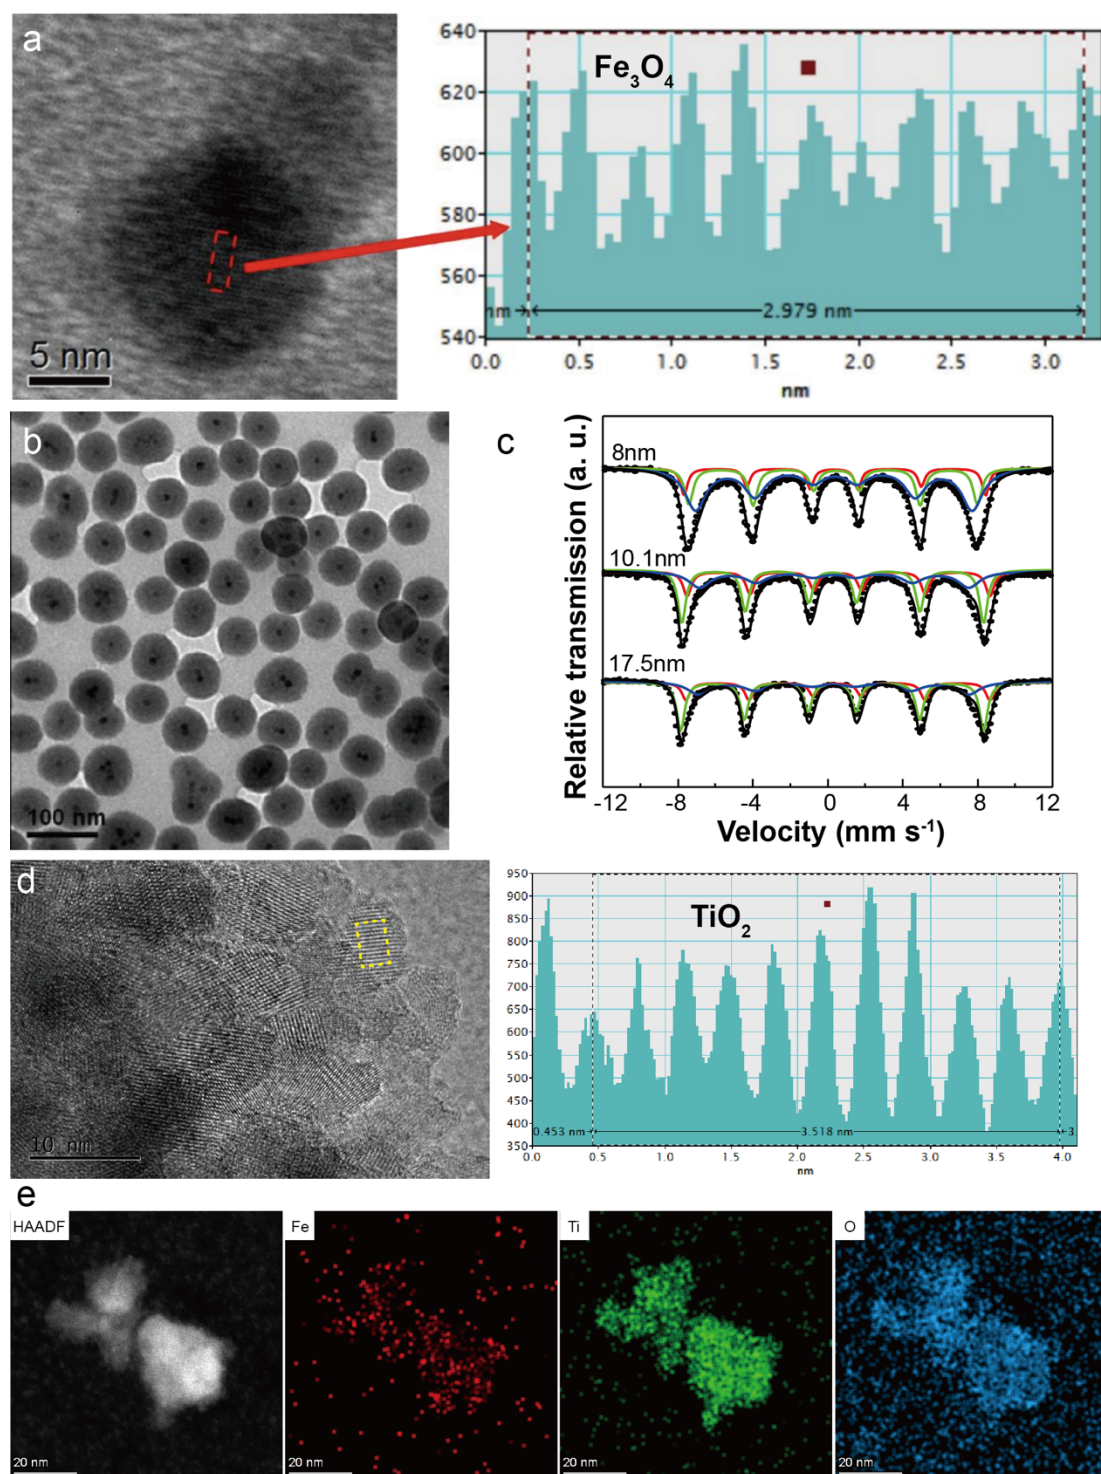 a
5 nm
640
620
600
580
560
540
Fe3O4
nm
2.979 nm
0.0 0.5 1.0 1.5 2.0 2.5 3.0
nm
b
100 nm
c
Relative transmission (a. u.)
8nm
10.1nm
17.5nm
-12 -8 -4 0 4 8 12
Velocity (mm s-1)
d
10 nm
950
900
850
800
750
700
650
600
550
500
450
400
350
TiO2
0.453 nm
3.518 nm
3
0.0 0.5 1.0 1.5 2.0 2.5 3.0 3.5 4.0
nm
e
HAADF
20 nm
Fe
20 nm
Ti
20 nm
O
20 nm